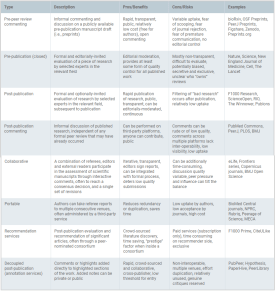 Type Description Pros/Benefits Cons/Risks Examples
Pre-peer review commenting
Informal commenting and discussion on a publicly available pre-publication manuscript draft (i.e., preprints)
Rapid, transparent, public, relatively low cost (free for authors), open commenting
Variable uptake, fear of scooping, fear of journal rejection, fear of premature communication, no editorial control
bioRxiv, OSF Preprints, PeerJ Preprints, Figshare, Zenodo, Preprints.org
Pre-publication (closed)
Formal and editorially-invited evaluation of a piece of research by selected experts in the relevant field
Editorial moderation, provides at least some form of quality control for all published work
Mostly non-transparent, difficult to evaluate, potentially biased, secretive and exclusive, unclear who "owns" reviews
Nature, Science, New England Journal of Medicine, Cell, The Lancet
Post-publication
Formal and optionally-invited evaluation of research by selected experts in the relevant field, subsequent to publication
Rapid publication of research, public, transparent, can be editorially-moderated, continuous
Filtering of "bad research" occurs after publication, relatively low uptake
F1000 Research, ScienceOpen, RIO, The Winnower, Publons
Post-publication commenting
Informal discussion of published research, independent of any formal peer review that may have already occurred
Can be performed on third-party platforms, anyone can contribute, public
Comments can be rude or of low quality, comments across multiple platforms lack inter-operability, low visibility, low uptake
PubMed Commons, PeerJ, PLOS, BMJ
Collaborative
A combination of referees, editors and external readers participate in the assessment of scientific manuscripts through interactive comments, often to reach a consensus decision, and a single set of revisions
Iterative, transparent, editors sign reports, can be integrated with formal process, deters low quality submissions
Can be additionally time-consuming, discussion quality variable, peer pressure and influence can tilt the balance
eLife, Frontiers series, Copernicus journals, BMJ Open Science
Portable
Authors can take referee reports to multiple consecutive venues, often administered by a third-party service
Reduces redundancy or duplication, saves time
Low uptake by authors, low acceptance by journals, high cost
BioMed Central journals, NPRC, Rubriq, Peerage of Science, MECA
Recommendation services
Post-publication evaluation and recommendation of significant articles, often through a peer-nominated consortium
Crowd-sourced literature discovery, time saving, "prestige" factor when inside a consortium
Paid services (subscription only), time consuming on recommender side, exclusive
F1000 Prime, CiteULike
Decoupled post-publication (annotation services)
Comments or highlights added directly to highlighted sections of the work. Added notes can be private or public
Rapid, crowd-sourced and collaborative, cross-publisher, low threshold for entry
Non-interoperable, multiple venues, effort duplication, relatively unused, genuine critiques reserved
PubPeer, Hypothesis, PaperHive, PeerLibrary